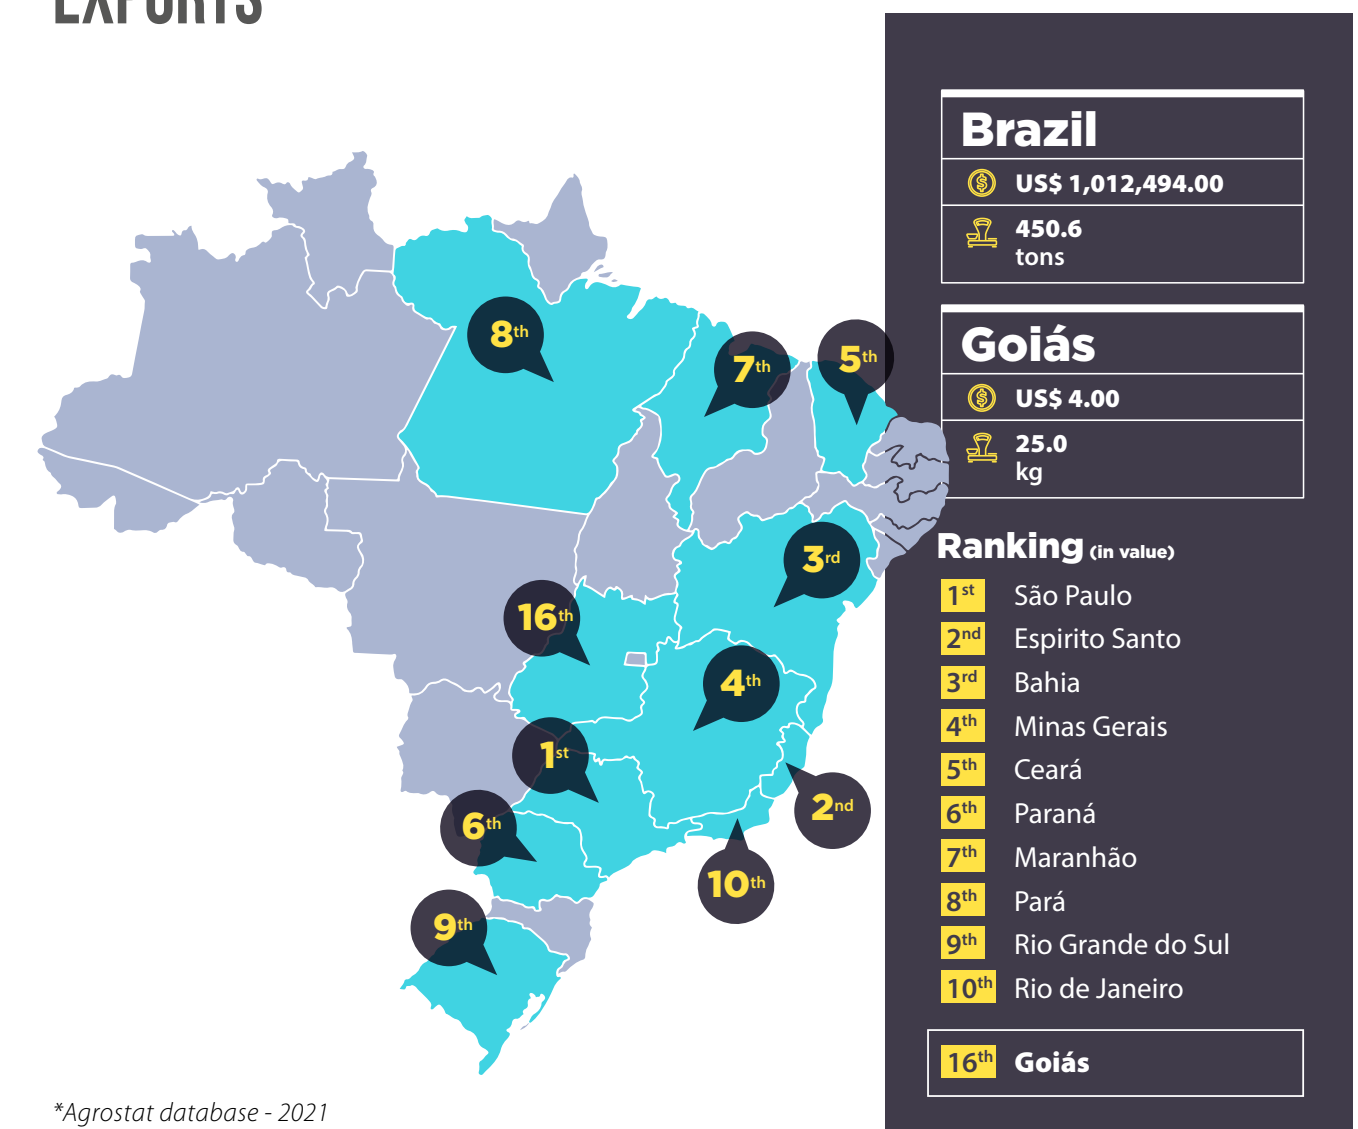 EXPORTS
8th
7th
5th
3rd
16th
4th
1st
2nd
6th
10th
9th
*Agrostat database - 2021
Brazil
US$ 1,012,494.00
450.6
tons
Goiás
US$ 4.00
25.0
kg
Ranking (in value)
1st São Paulo
2nd Espirito Santo
3rd Bahia
4th Minas Gerais
5th Ceará
6th Paraná
7th Maranhão
8th Pará
9th Rio Grande do Sul
10th Rio de Janeiro
16th Goiás